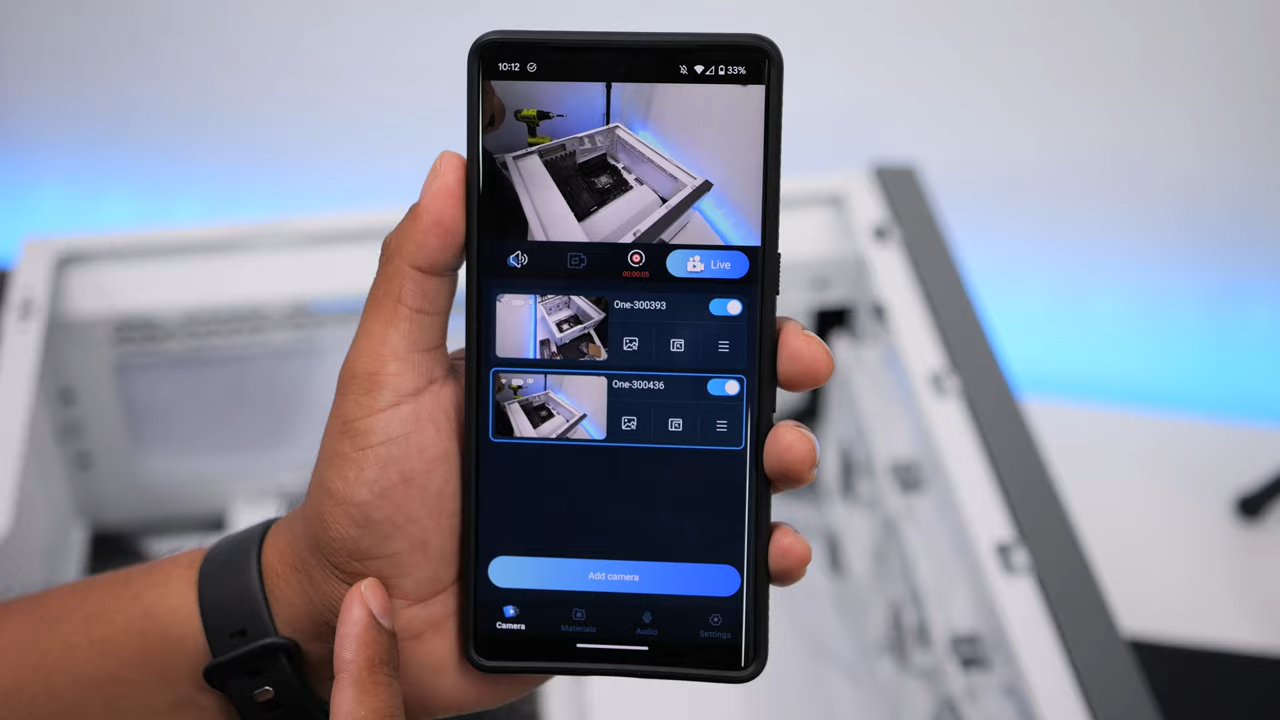 10:12
33%
Live
00:00:05
One-300393
One-300436
Add camera
Camera
Materials
Audio
Settings